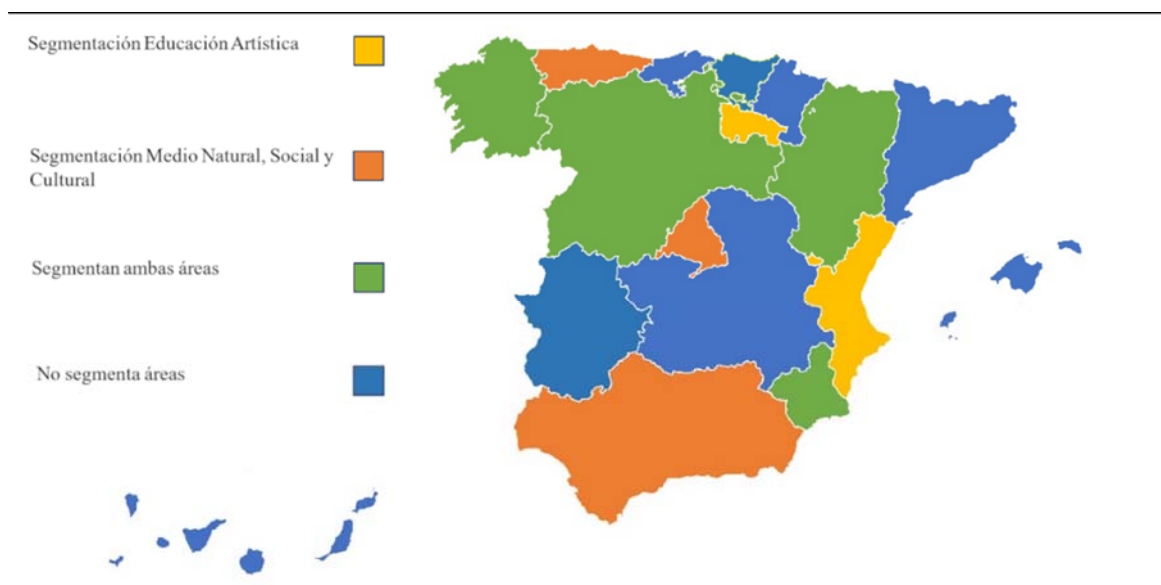 Segmentación Educación Artística
Segmentación Medio Natural, Social y
Cultural
Segmentan ambas áreas
No segmenta áreas